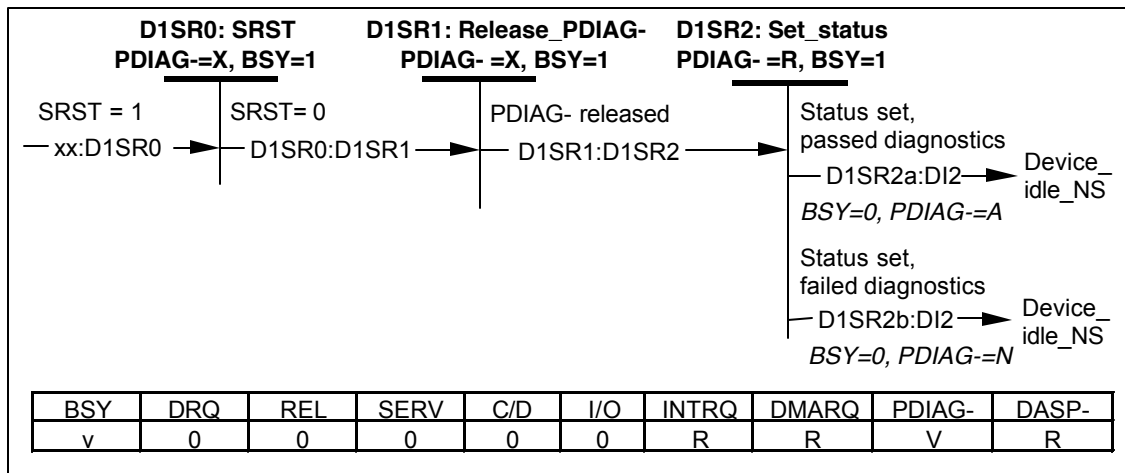 D1SR0: SRST
PDIAG-=X, BSY=1
D1SR1: Release_PDIAG-
PDIAG- =X, BSY=1
D1SR2: Set_status
PDIAG- =R, BSY=1
SRST = 1
xx:D1SR0
SRST= 0
D1SR0:D1SR1
PDIAG- released
D1SR1:D1SR2
Status set,
passed diagnostics
D1SR2a:DI2
BSY=0, PDIAG-=A
Device_
idle_NS
Status set,
failed diagnostics
D1SR2b:DI2
BSY=0, PDIAG-=N
Device_
idle_NS
BSY DRQ REL SERV C/D I/O INTRQ DMARQ PDIAG- DASP-
v 0 0 0 0 0 R R V R